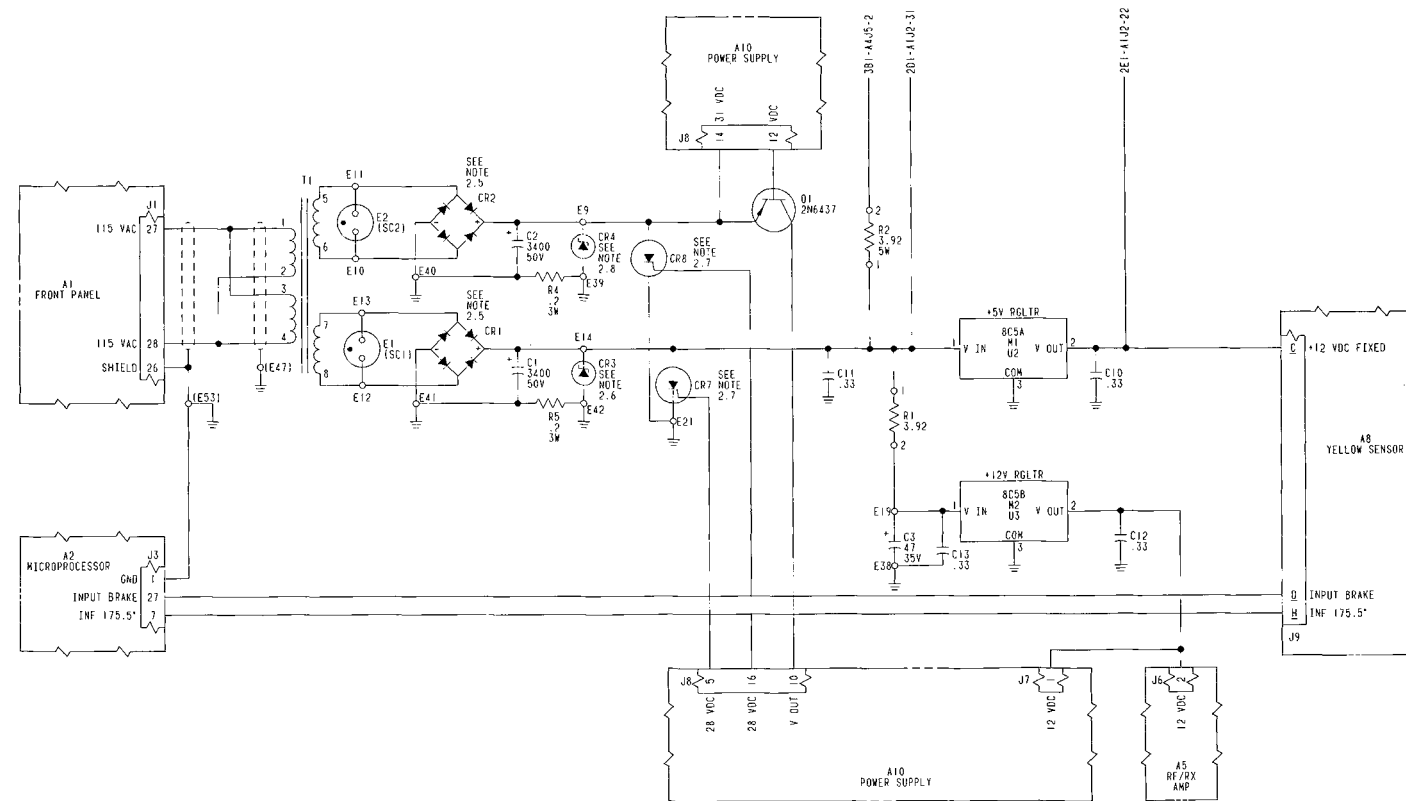 A10
POWER SUPPLY
J8
14
31 VDC
12
VDC
3B1-A4J5-2
2D1-A1J2-31
2E1-A1J2-22
SEE
NOTE
2.5
CR2
T1
E11
5
E2
(SC2)
6
E10
Q1
2N6437
A1
FRONT PANEL
J1
115 VAC 27
115 VAC 28
SHIELD 26
1
2
3
4
(E47)
(E53)
E9
+
C2
3400
50V
CR4
SEE
NOTE
2.8
E39
E40
R4
.2
3W
CR8
SEE
NOTE
2.7
2
R2
3.92
5W
1
E13
7
E1
(SC1)
8
E12
SEE
NOTE
2.5
CR1
E14
+
C1
3400
50V
CR3
SEE
NOTE
2.6
E42
E41
R5
.2
3W
CR7
SEE
NOTE
2.7
E21
C11
.33
+5V RGLTR
8C5A
M1
U2
1 V IN
V OUT 2
COM
3
C10
.33
C +12 VDC FIXED
A8
YELLOW SENSOR
1
R1
3.92
2
+12V RGLTR
8C5B
M2
U3
1 V IN
V OUT 2
COM
3
E19
+
C3
47
35V
E38
C13
.33
C12
.33
A2
MICROPROCESSOR
J3
GND 1
INPUT BRAKE 27
INF 175.5° 7
D INPUT BRAKE
H INF 175.5°
J9
J8
5
16
10
28 VDC
28 VDC
V OUT
J7
1
12 VDC
J6
2
12 VDC
A10
POWER SUPPLY
A5
RF/RX
AMP